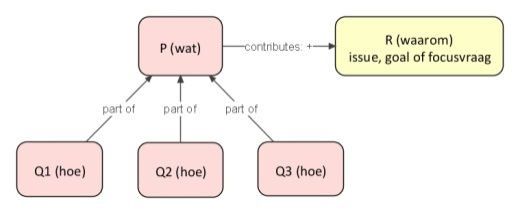 P (wat)
contributes: +
R (waarom)
issue, goal of focusvraag
part of
part of
part of
Q1 (hoe)
Q2 (hoe)
Q3 (hoe)